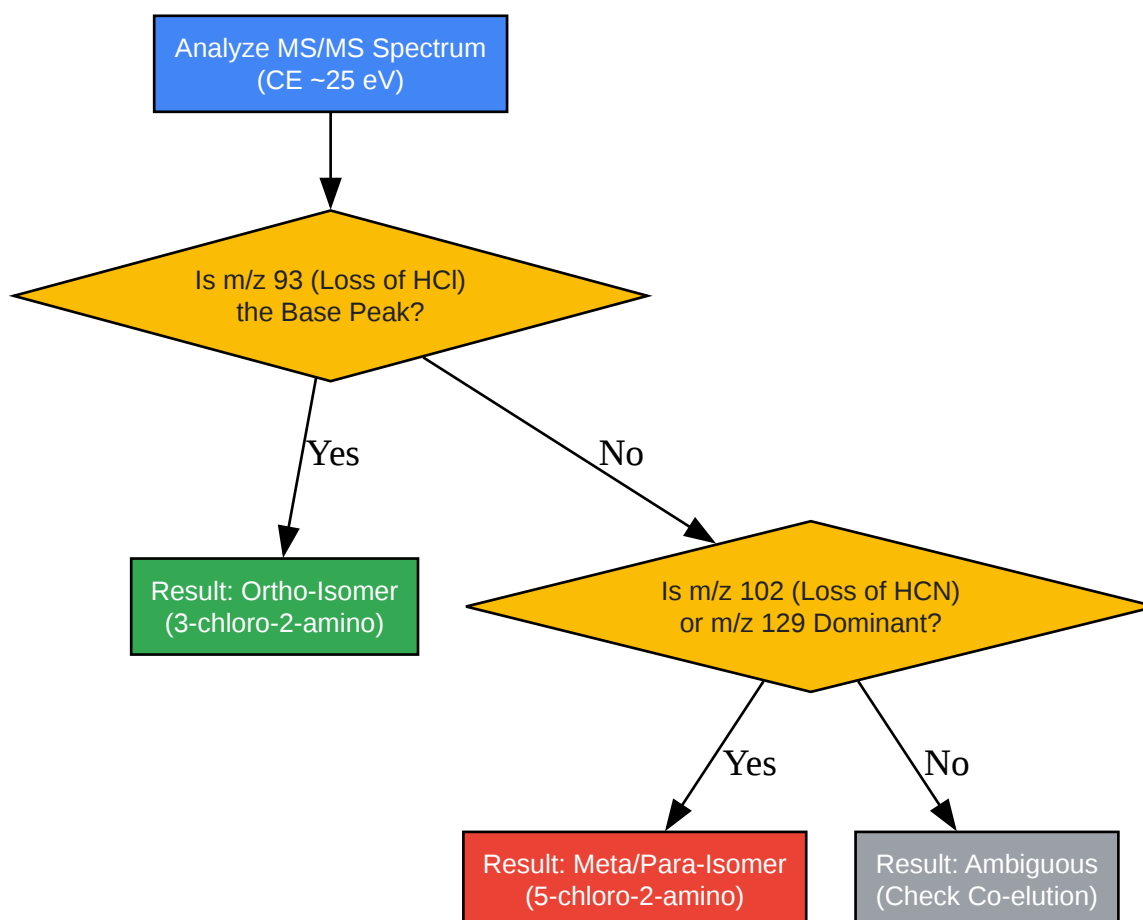 Analyze MS/MS Spectrum
(CE ~25 eV)
Is m/z 93 (Loss of HCl)
the Base Peak?
Yes
No
Result: Ortho-Isomer
(3-chloro-2-amino)
Is m/z 102 (Loss of HCN)
or m/z 129 Dominant?
Yes
No
Result: Meta/Para-Isomer
(5-chloro-2-amino)
Result: Ambiguous
(Check Co-elution)